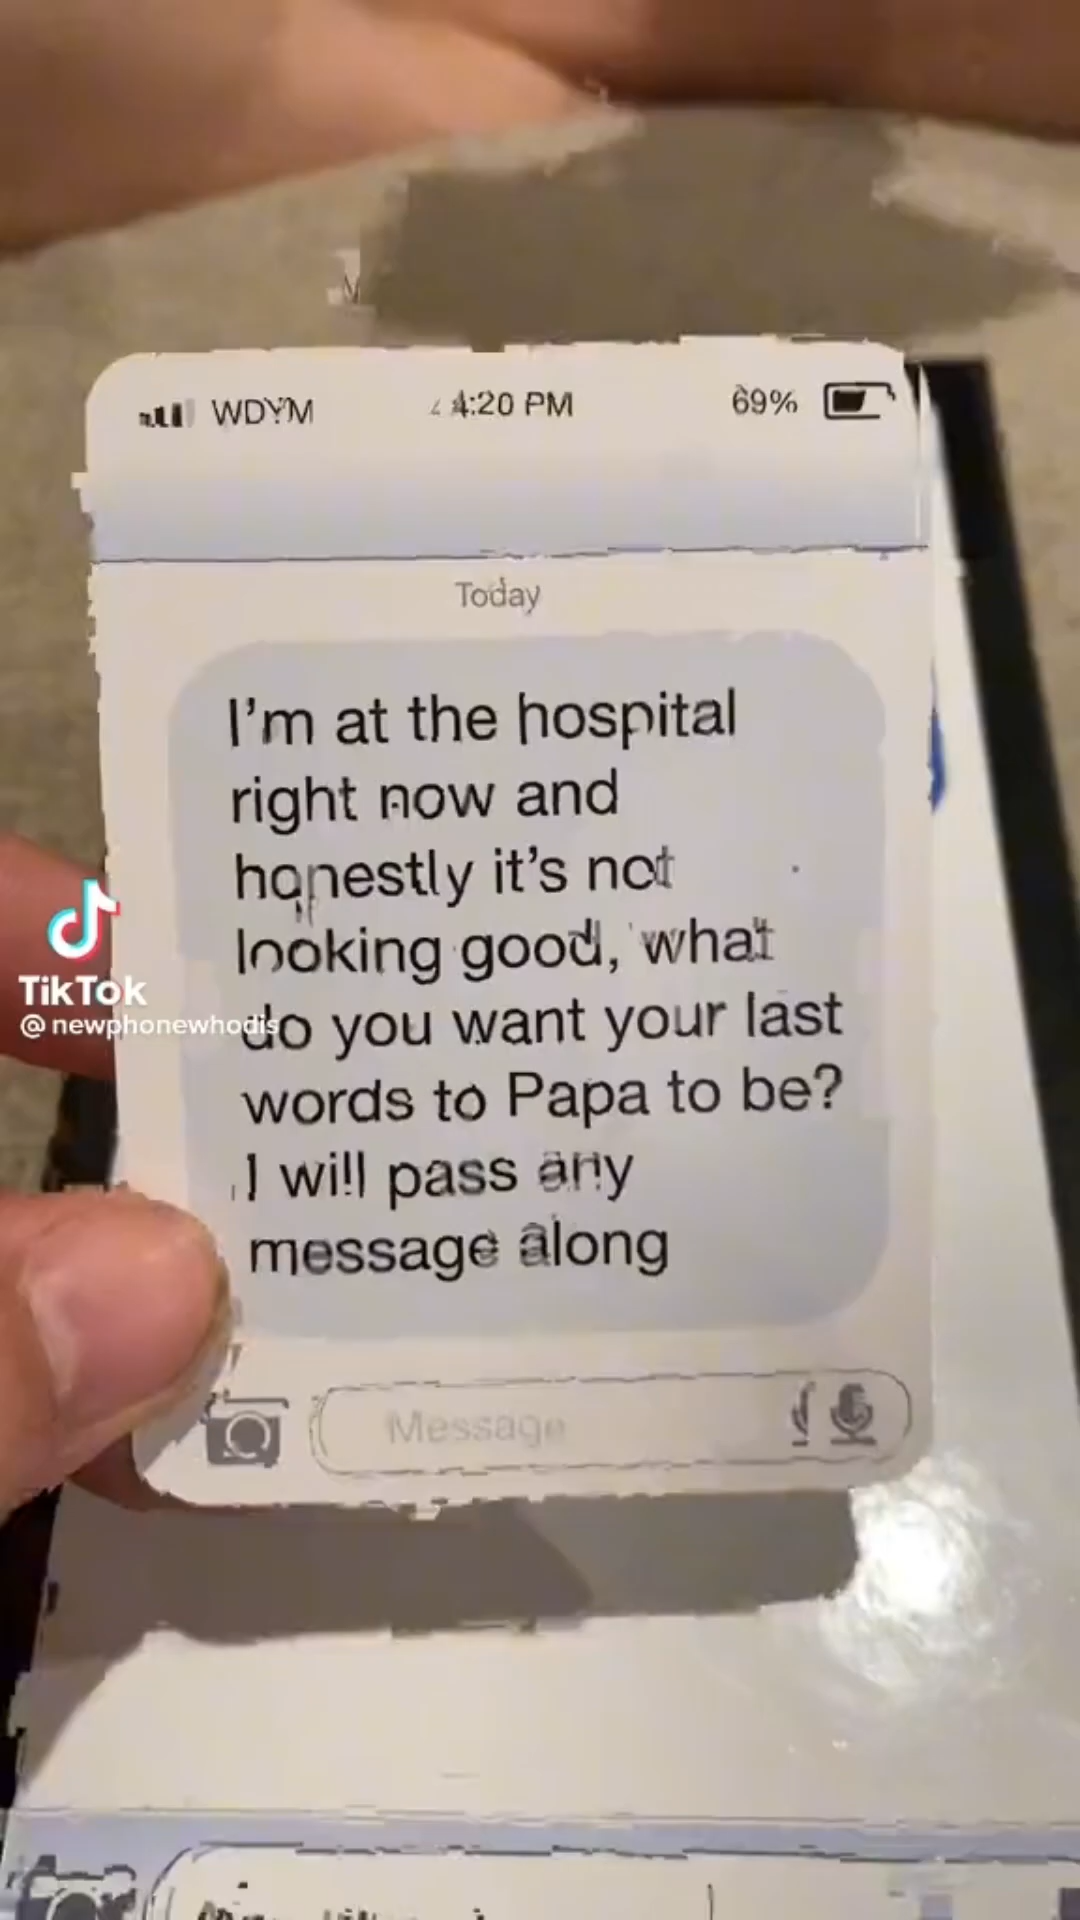 WDYM 4:20 PM 69%
Today
I'm at the hospital
right now and
honestly it's not
looking good, what
do you want your last
words to Papa to be?
I will pass any
message along
Message
TikTok
@newphonewhodis